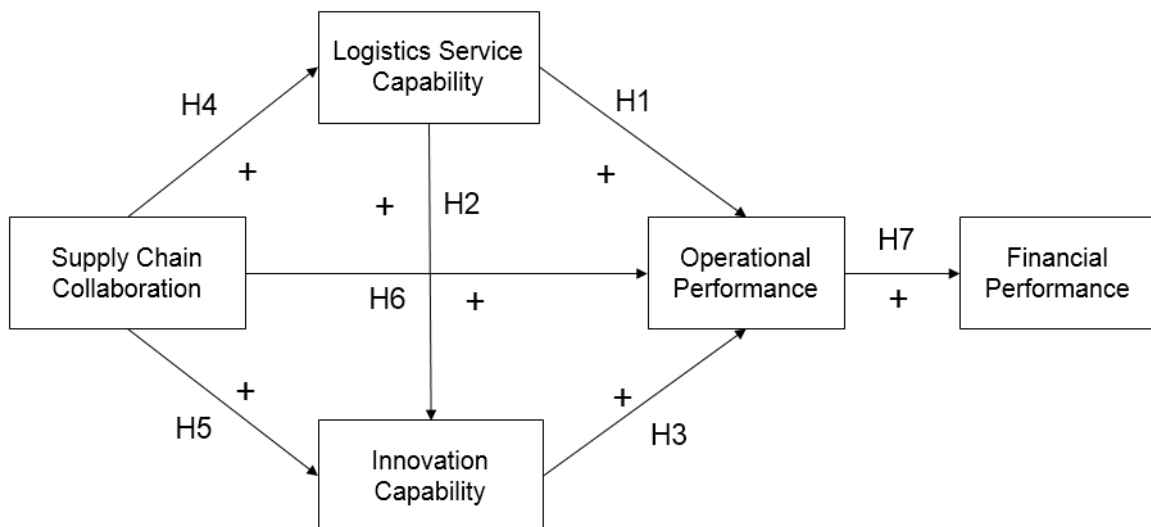 Logistics Service
Capability
H4
H1
+
+
+
H2
Supply Chain
Collaboration
Operational
Performance
H7
Financial
Performance
H6
+
+
+
+
H5
H3
Innovation
Capability